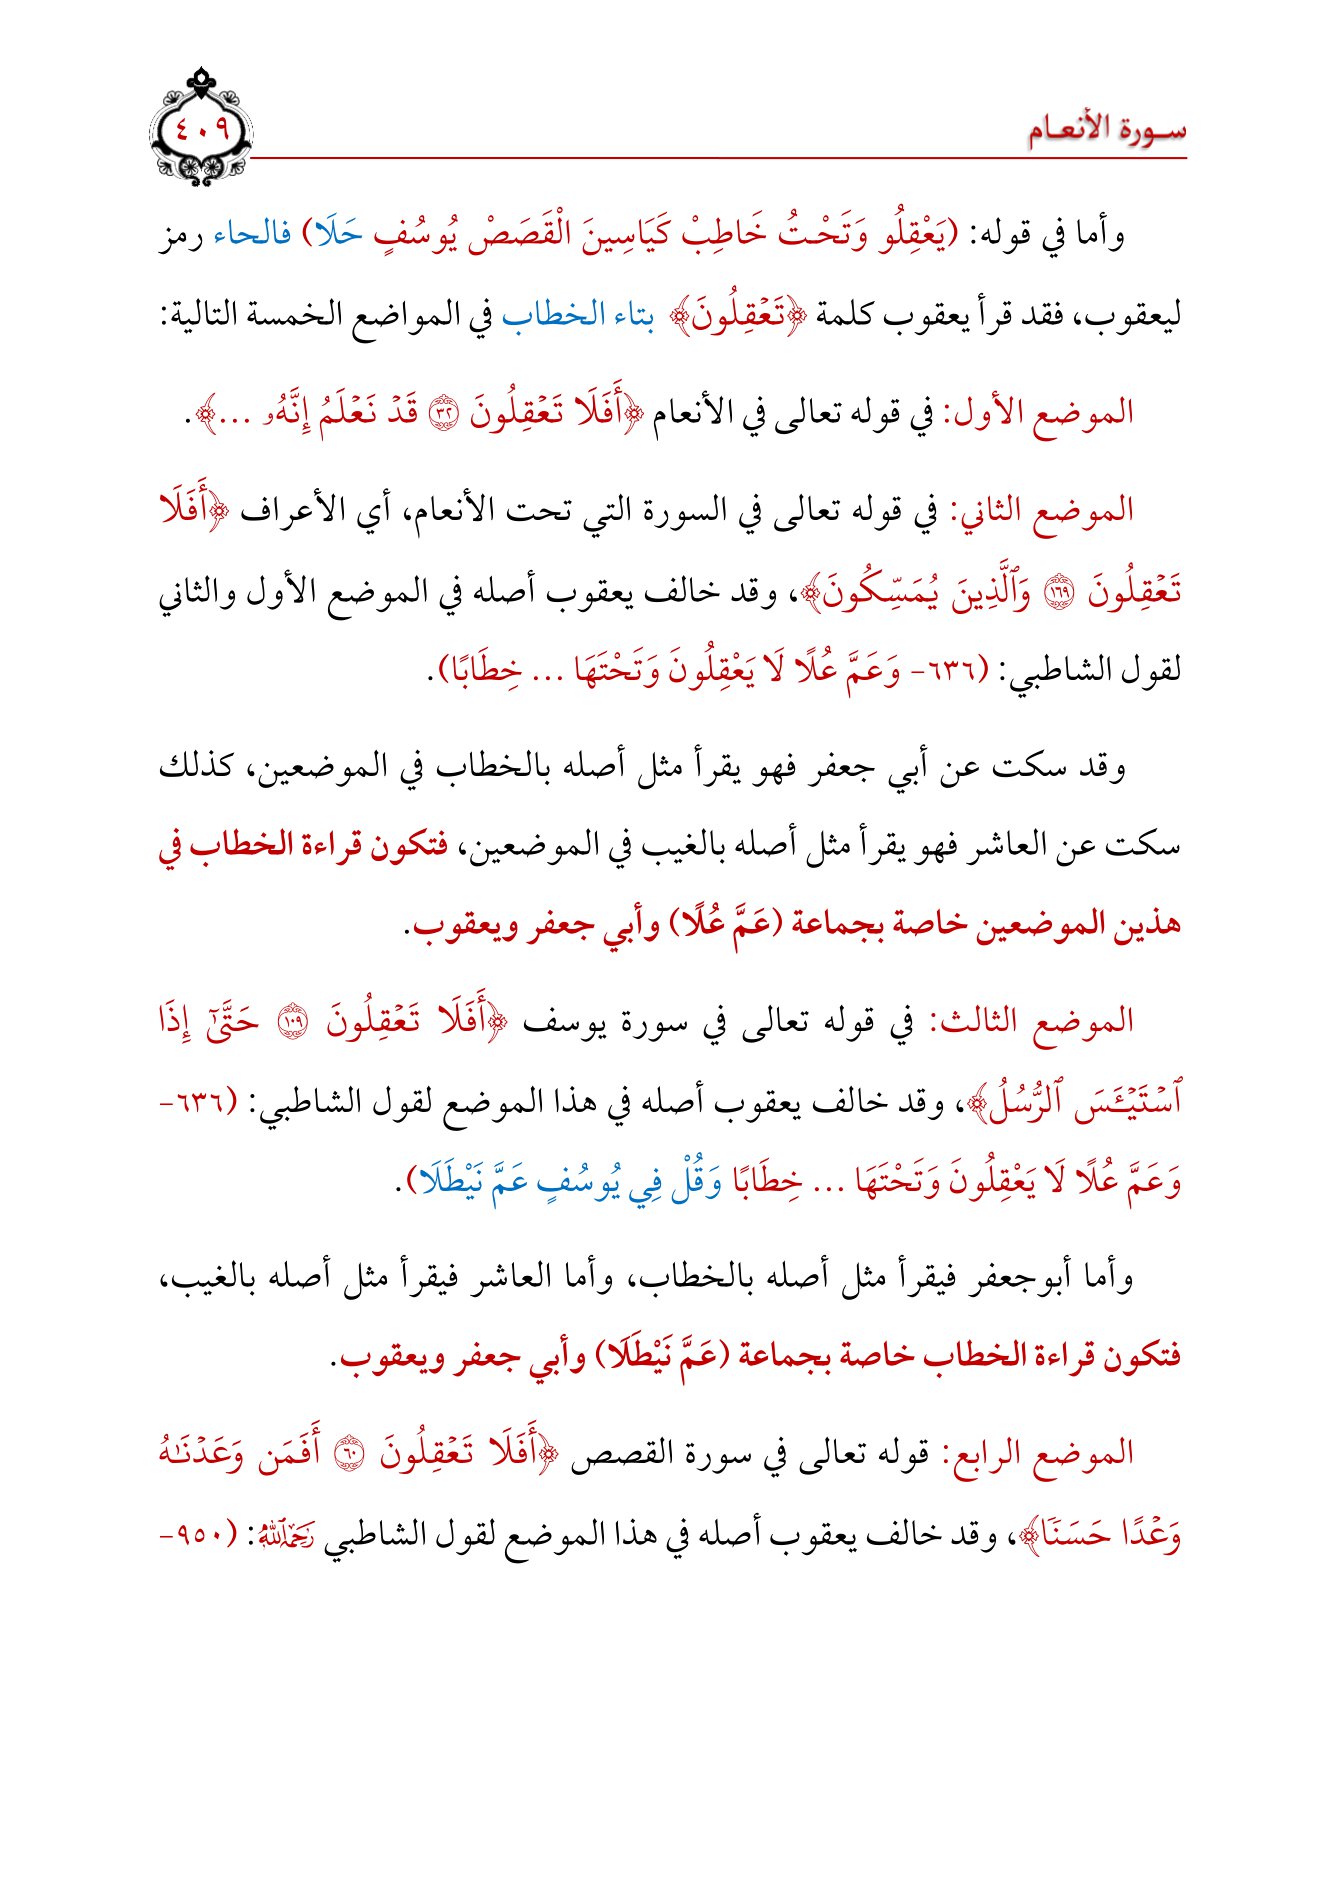 سورة الأنعام
٤٠٩
وأما في قوله: (يَعْقِلُو وَتَحْتُ خَاطِبْ كَيَاسِينَ الْقَصَصْ يُوسُفٍ حَلَا) فالحاء رمز
ليعقوب، فقد قرأ يعقوب كلمة ﴿تَعۡقِلُونَ﴾ بتاء الخطاب في المواضع الخمسة التالية:
الموضع الأول: في قوله تعالى في الأنعام ﴿أَفَلَا تَعۡقِلُونَ ٣٢ قَدۡ نَعۡلَمُ إِنَّهُۥ ...﴾.
الموضع الثاني: في قوله تعالى في السورة التي تحت الأنعام، أي الأعراف ﴿أَفَلَا
تَعۡقِلُونَ ١٦٩ وَٱلَّذِينَ يُمَسِّكُونَ﴾، وقد خالف يعقوب أصله في الموضع الأول والثاني
لقول الشاطبي: (٦٣٦- وَعَمَّ عُلًا لَا يَعْقِلُونَ وَتَحْتَهَا ... خِطَابًا).
وقد سكت عن أبي جعفر فهو يقرأ مثل أصله بالخطاب في الموضعين، كذلك
سكت عن العاشر فهو يقرأ مثل أصله بالغيب في الموضعين، فتكون قراءة الخطاب في
هذين الموضعين خاصة بجماعة (عَمَّ عُلًا) وأبي جعفر ويعقوب.
الموضع الثالث: في قوله تعالى في سورة يوسف ﴿أَفَلَا تَعۡقِلُونَ ١٠٩ حَتَّىٰٓ إِذَا
ٱسۡتَيۡـَٔسَ ٱلرُّسُلُ﴾، وقد خالف يعقوب أصله في هذا الموضع لقول الشاطبي: (٦٣٦-
وَعَمَّ عُلًا لَا يَعْقِلُونَ وَتَحْتَهَا ... خِطَابًا وَقُلْ فِي يُوسُفٍ عَمَّ نَيْطَلَا).
وأما أبوجعفر فيقرأ مثل أصله بالخطاب، وأما العاشر فيقرأ مثل أصله بالغيب،
فتكون قراءة الخطاب خاصة بجماعة (عَمَّ نَيْطَلَا) وأبي جعفر ويعقوب.
الموضع الرابع: قوله تعالى في سورة القصص ﴿أَفَلَا تَعۡقِلُونَ ٦٠ أَفَمَن وَعَدۡنَٰهُ
وَعۡدًا حَسَنٗا﴾، وقد خالف يعقوب أصله في هذا الموضع لقول الشاطبي رَحِمَهُ ٱللَّهُ: (٩٥٠-